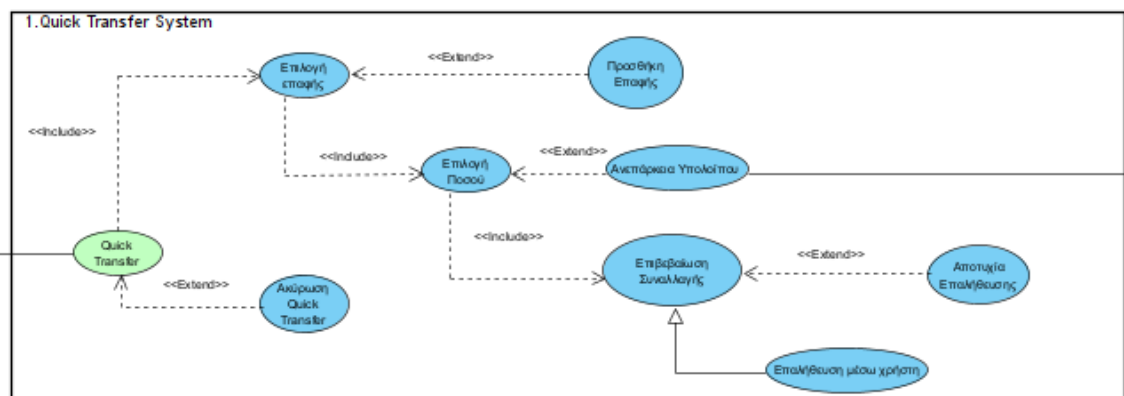 1.Quick Transfer System
Επιλογή
επαφής
<<Extend>>
Προσθήκη
Επαφής
<<Include>>
<<Include>>
Επιλογή
Ποσού
<<Extend>>
Ανεπάρκεια Υπολοίπου
Quick
Transfer
<<Include>>
Επιβεβαίωση
Συναλλαγής
<<Extend>>
Αποτυχία
Επαλήθευσης
<<Extend>>
Ακύρωση
Quick
Transfer
Επαλήθευση μέσω χρήστη